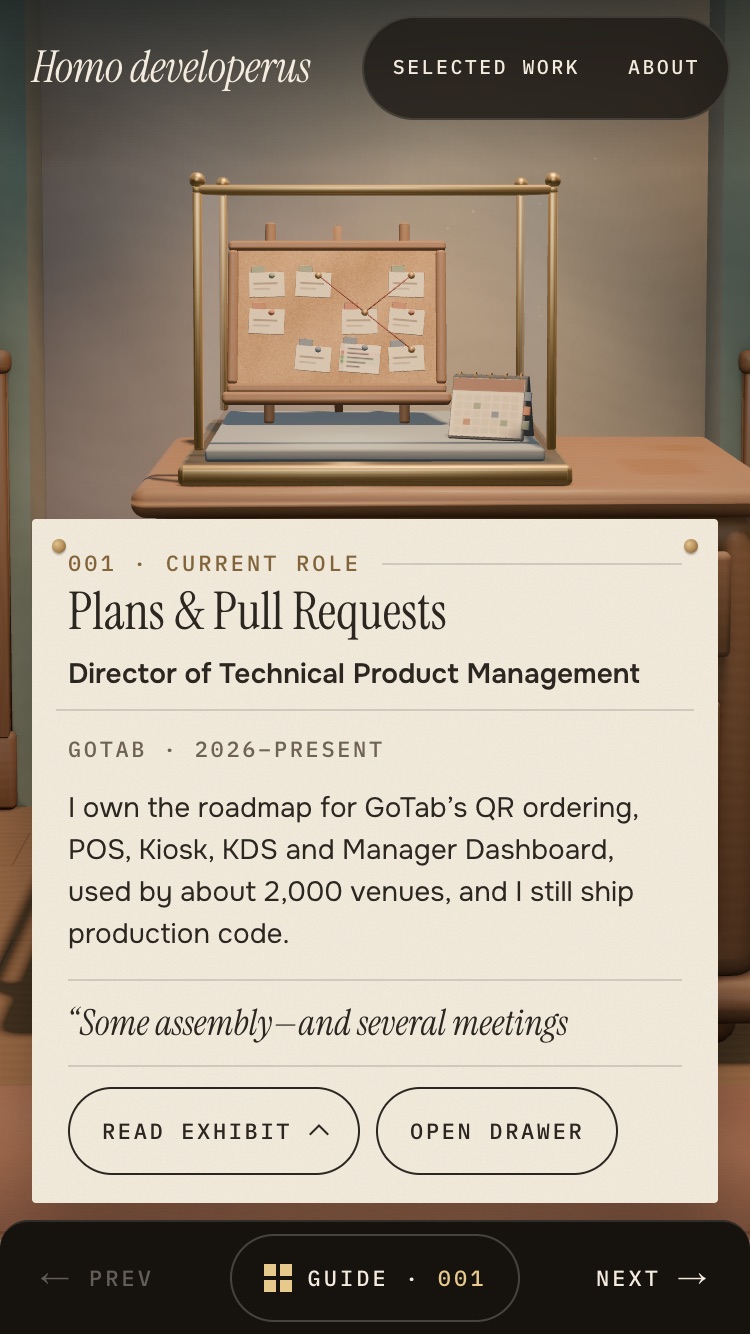 Homo developerus
SELECTED WORK ABOUT
001 · CURRENT ROLE
Plans & Pull Requests
Director of Technical Product Management
GOTAB · 2026–PRESENT
I own the roadmap for GoTab’s QR ordering,
POS, Kiosk, KDS and Manager Dashboard,
used by about 2,000 venues, and I still ship
production code.
“Some assembly—and several meetings
READ EXHIBIT
OPEN DRAWER
← PREV
GUIDE · 001
NEXT →